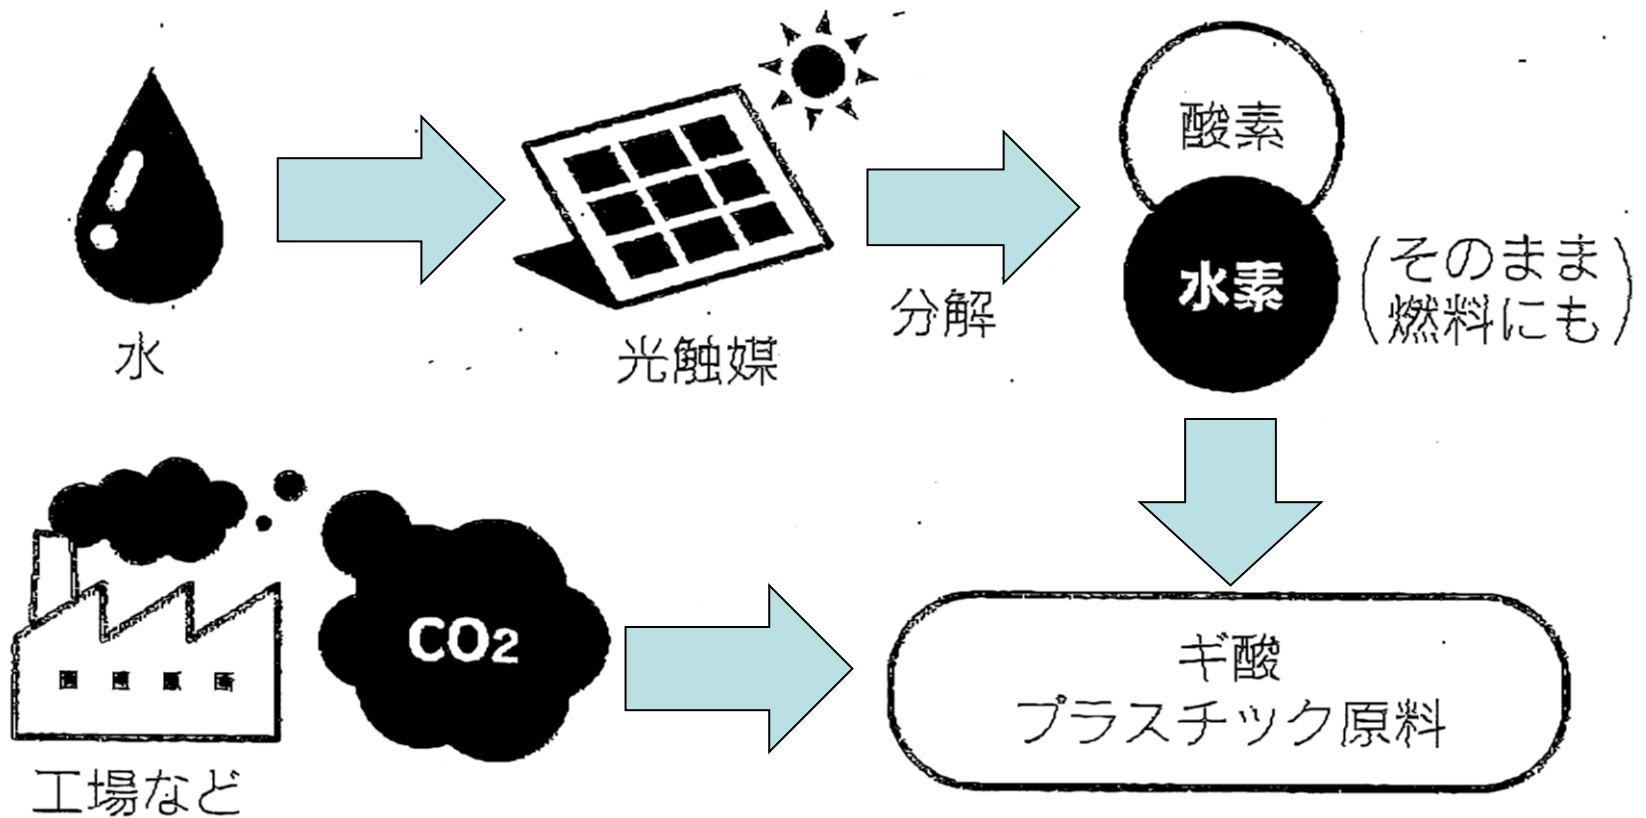 酸素
水素
(そのまま
燃料にも)
分解
光触媒
水
CO2
ギ酸
プラスチック原料
工場など